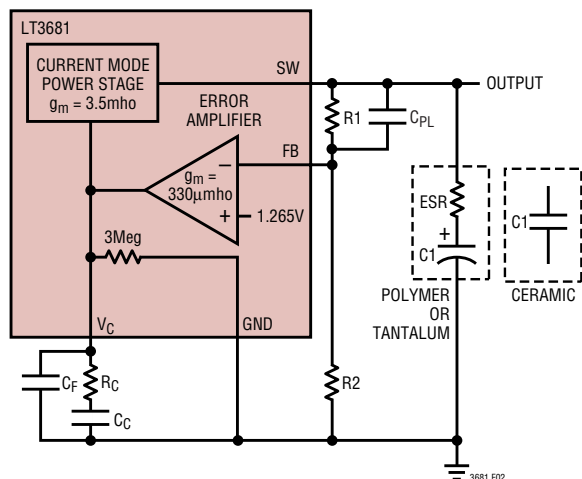 LT3681
CURRENT MODE
POWER STAGE
gm = 3.5mho
SW
OUTPUT
ERROR
AMPLIFIER
R1
CPL
FB
–
gm =
330μmho
+
1.265V
ESR
+
C1
C1
3Meg
POLYMER
OR
TANTALUM
CERAMIC
VC
GND
CF
RC
R2
CC
3681 F02